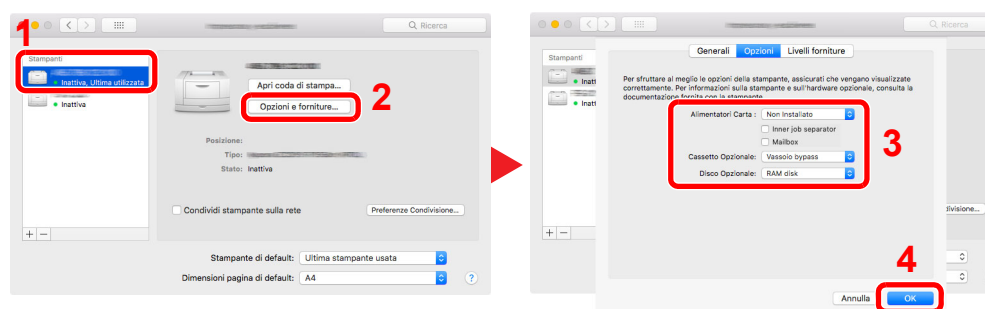 1
Ricerca
Stampanti
Inattiva, Ultima utilizzata
Inattiva
Apri coda di stampa...
Opzioni e forniture...
2
Posizione:
Tipo:
Stato: Inattiva
Condividi stampante sulla rete
Preferenze Condivisione...
+ −
Stampante di default: Ultima stampante usata
Dimensioni pagina di default: A4
?
Ricerca
Stampanti
Generali Opzioni Livelli forniture
Per sfruttare al meglio le opzioni della stampante, assicurati che vengano visualizzate
correttamente. Per informazioni sulla stampante e sull'hardware opzionale, consulta la
documentazione fornita con la stampante.
Alimentatori Carta : Non Installato
Inner job separator
Mailbox
Cassetto Opzionale: Vassoio bypass
Disco Opzionale: RAM disk
3
+ −
4
Annulla OK